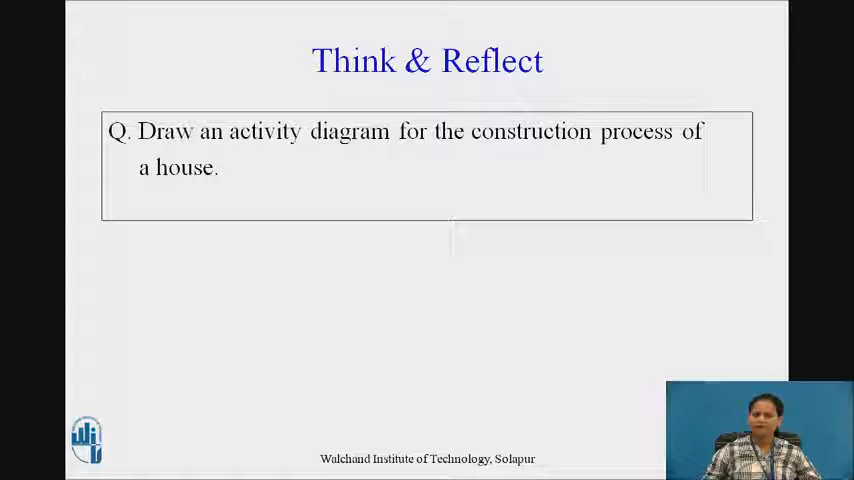 Think & Reflect
Q. Draw an activity diagram for the construction process of
a house.
Walchand Institute of Technology, Solapur